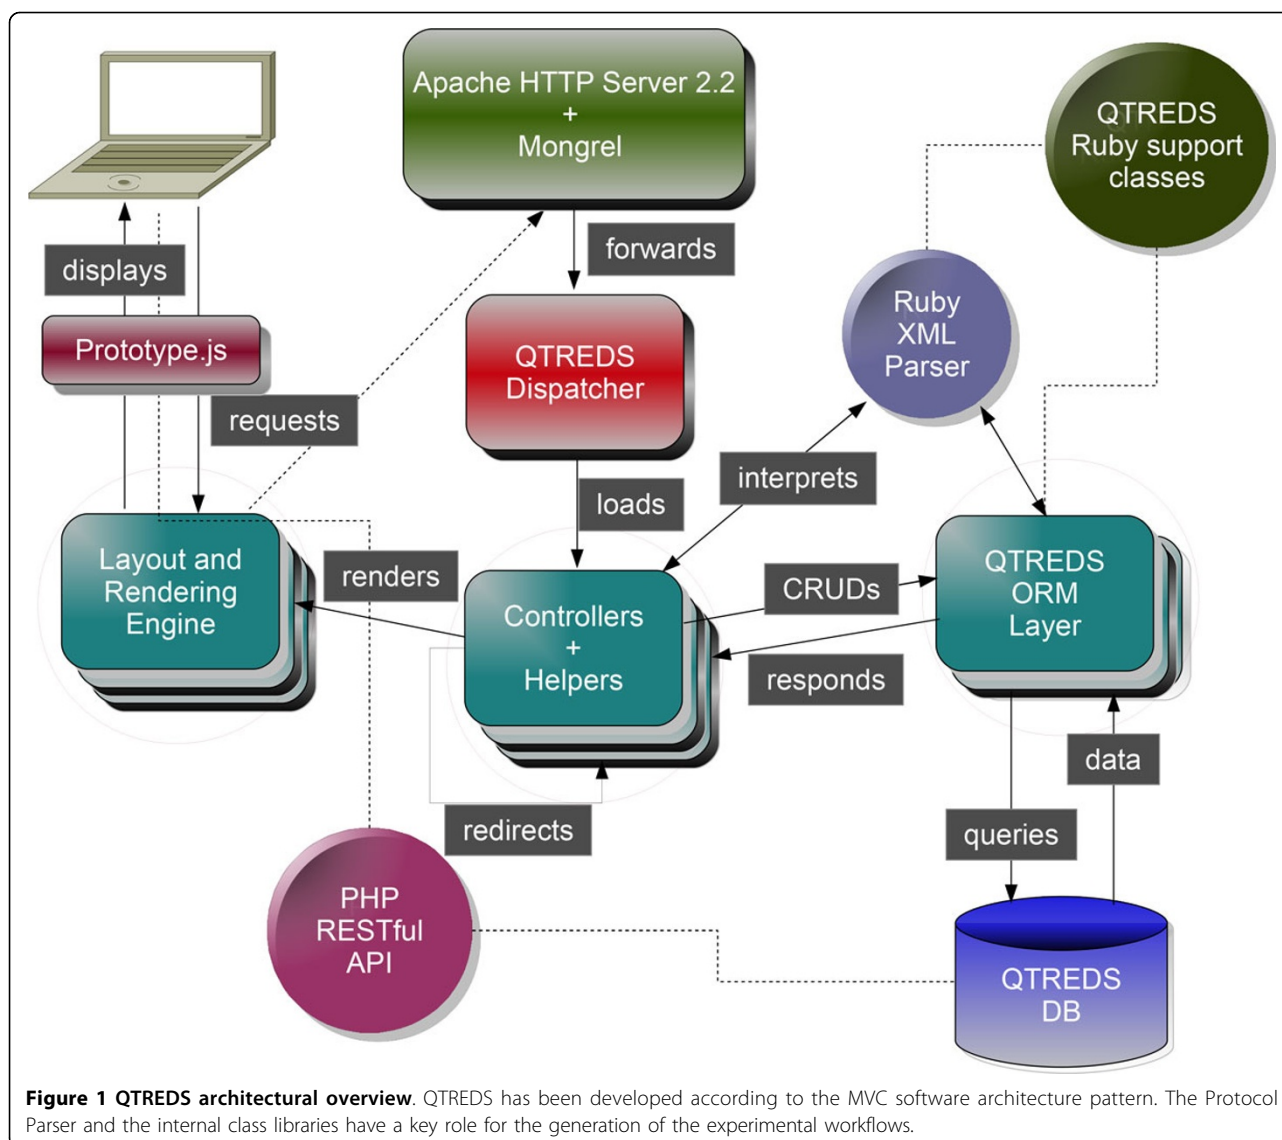 Apache HTTP Server 2.2
+
Mongrel
QTREDS
Ruby support
classes
displays
forwards
Prototype.js
QTREDS
Dispatcher
Ruby
XML
Parser
requests
interprets
loads
Layout and
Rendering
Engine
renders
Controllers
+
Helpers
CRUDs
QTREDS
ORM
Layer
responds
data
redirects
queries
PHP
RESTful
API
QTREDS
DB
Figure 1 QTREDS architectural overview. QTREDS has been developed according to the MVC software architecture pattern. The Protocol
Parser and the internal class libraries have a key role for the generation of the experimental workflows.